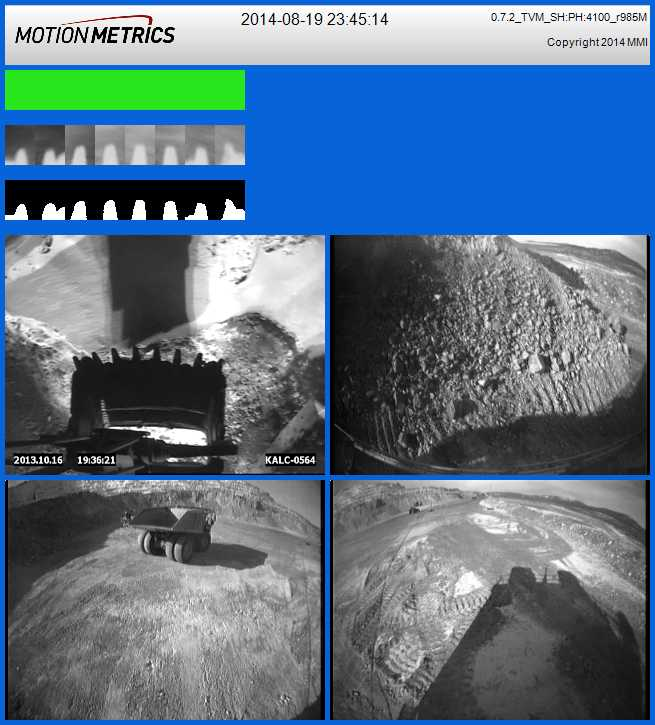 MOTION METRICS
2014-08-19 23:45:14
0.7.2_TVM_SH:PH:4100_r985M
Copyright 2014 MMI
2013.10.16 19:36:21 KALC-0564